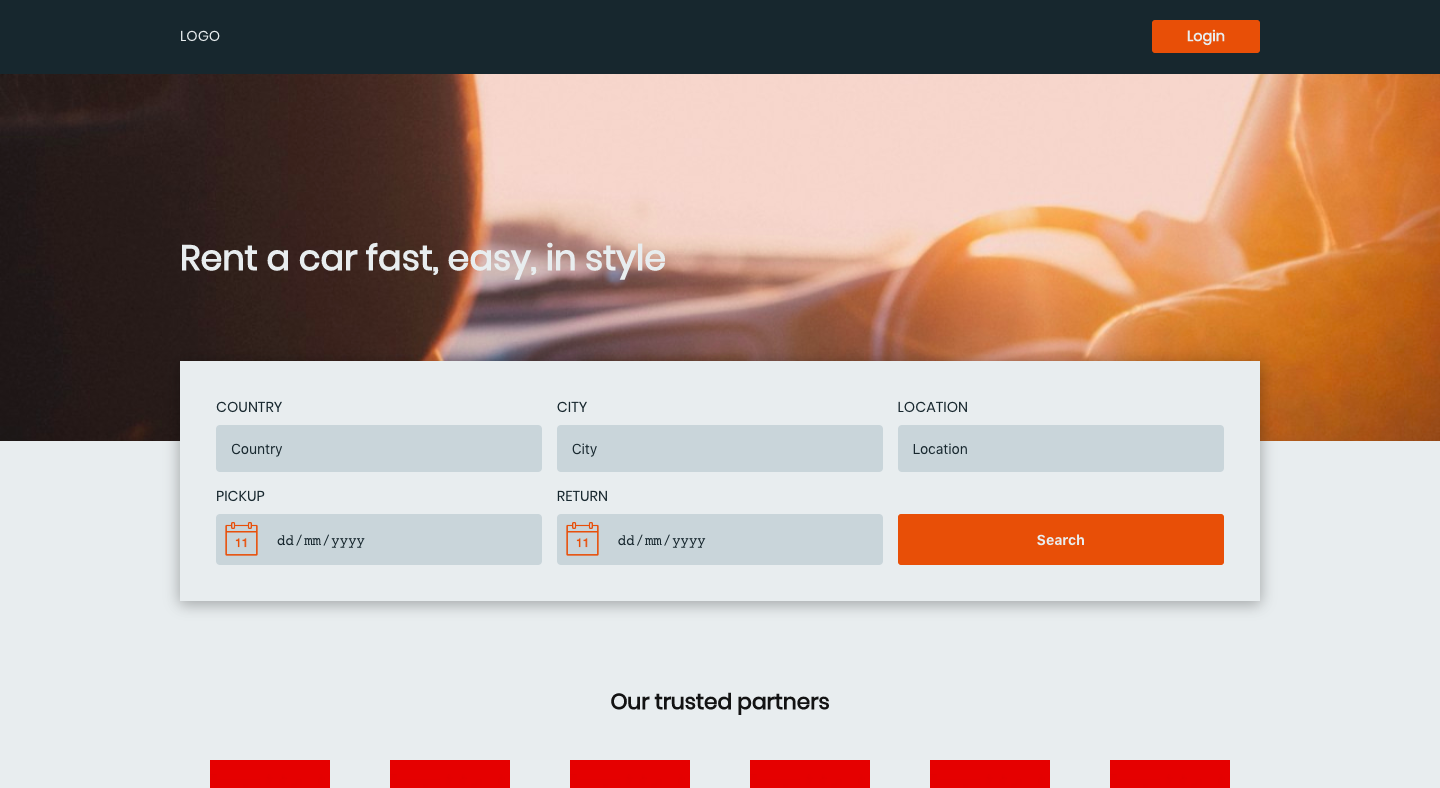 LOGO
Login
Rent a car fast, easy, in style
COUNTRY
CITY
LOCATION
Country
City
Location
PICKUP
RETURN
11
dd/mm/yyyy
11
dd/mm/yyyy
Search
Our trusted partners